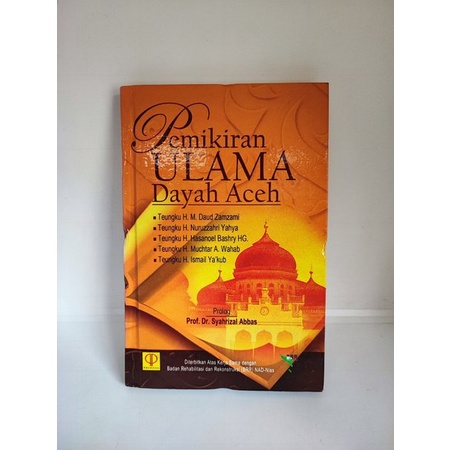 Pemikiran
ULAMA
Dayah Aceh
Teungku H. M. Daud Zamzami
Teungku H. Nuruzzahri Yahya
Teungku H. Hasanoel Bashry HG.
Teungku H. Muchtar A. Wahab
Teungku H. Ismail Ya'kub
Prolog
Prof. Dr. Syahrizal Abbas
Diterbitkan Atas Kerja Sama dengan
Badan Rehabilitasi dan Rekonstruksi (BRR) NAD-Nias